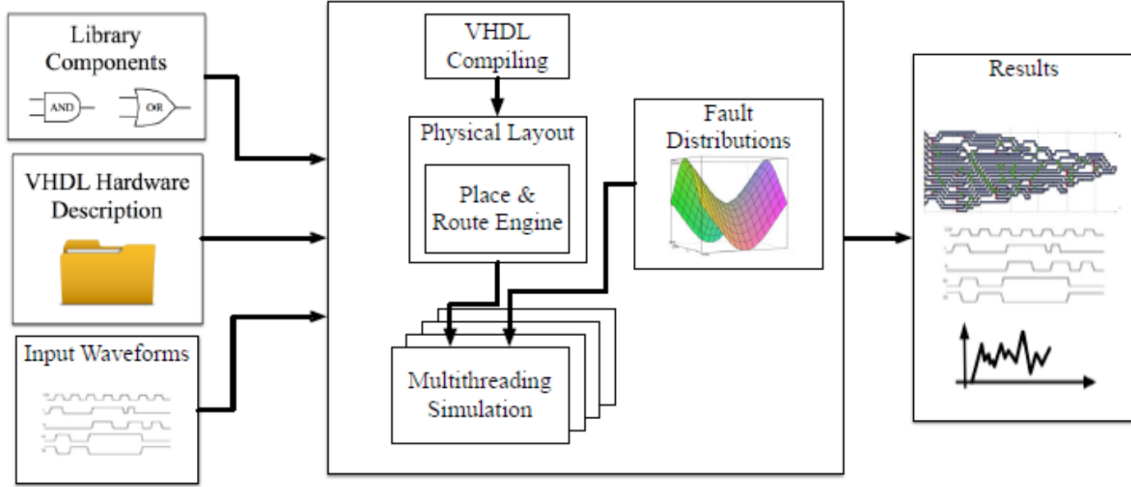 Library
Components
AND
OR
VHDL Hardware
Description
Input Waveforms
VHDL
Compiling
Physical Layout
Place &
Route Engine
Fault
Distributions
Multithreading
Simulation
Results